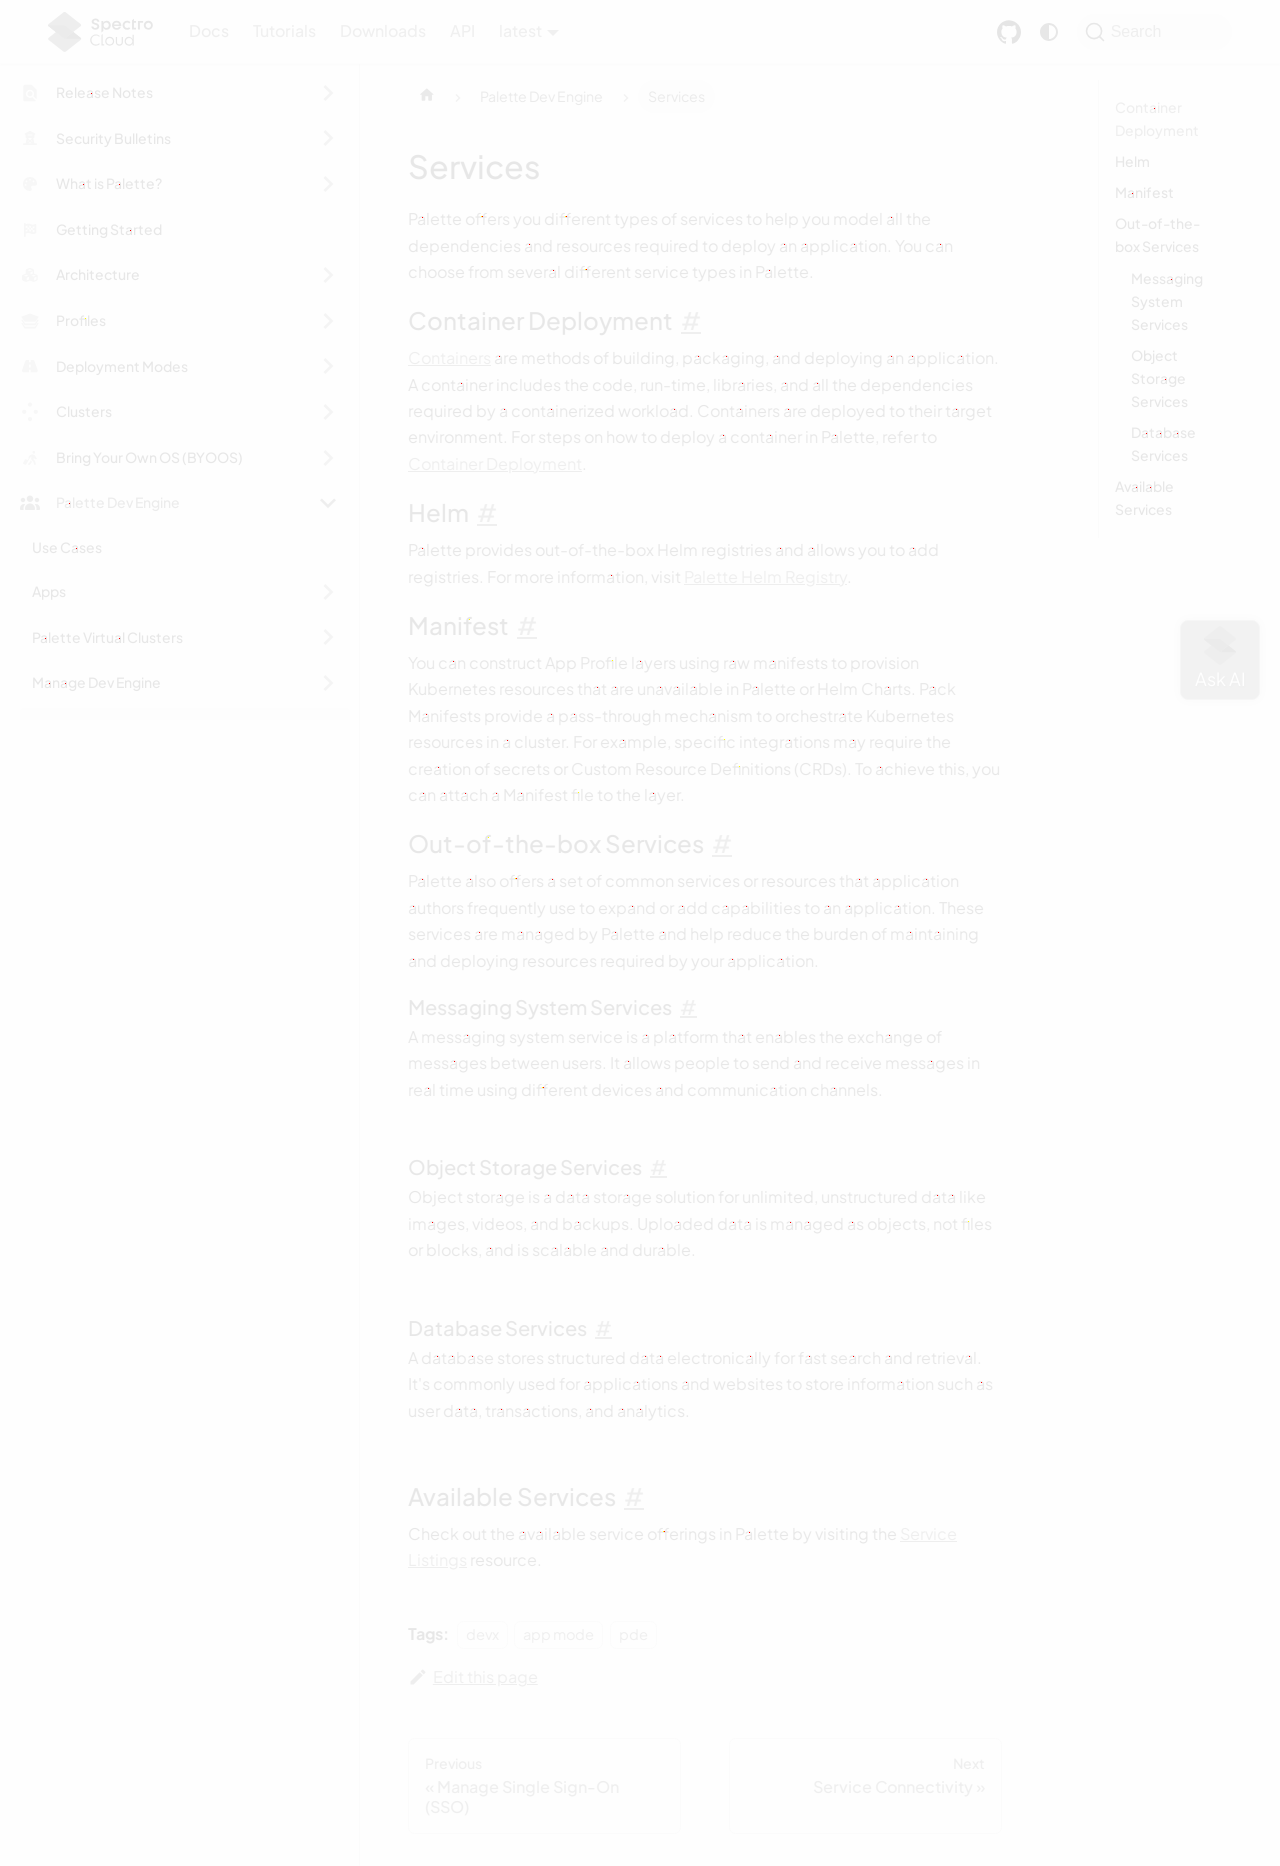 Spectro
Cloud
Docs
Tutorials
Downloads
API
latest
Search
Release Notes
Security Bulletins
What is Palette?
Getting Started
Architecture
Profiles
Deployment Modes
Clusters
Bring Your Own OS (BYOOS)
Palette Dev Engine
Use Cases
Apps
Palette Virtual Clusters
Manage Dev Engine
Palette Dev Engine
Services
Services
Palette offers you different types of services to help you model all the
dependencies and resources required to deploy an application. You can
choose from several different service types in Palette.
Container Deployment #
Containers are methods of building, packaging, and deploying an application.
A container includes the code, run-time, libraries, and all the dependencies
required by a containerized workload. Containers are deployed to their target
environment. For steps on how to deploy a container in Palette, refer to
Container Deployment.
Helm #
Palette provides out-of-the-box Helm registries and allows you to add
registries. For more information, visit Palette Helm Registry.
Manifest #
You can construct App Profile layers using raw manifests to provision
Kubernetes resources that are unavailable in Palette or Helm Charts. Pack
Manifests provide a pass-through mechanism to orchestrate Kubernetes
resources in a cluster. For example, specific integrations may require the
creation of secrets or Custom Resource Definitions (CRDs). To achieve this, you
can attach a Manifest file to the layer.
Out-of-the-box Services #
Palette also offers a set of common services or resources that application
authors frequently use to expand or add capabilities to an application. These
services are managed by Palette and help reduce the burden of maintaining
and deploying resources required by your application.
Messaging System Services #
A messaging system service is a platform that enables the exchange of
messages between users. It allows people to send and receive messages in
real time using different devices and communication channels.
Object Storage Services #
Object storage is a data storage solution for unlimited, unstructured data like
images, videos, and backups. Uploaded data is managed as objects, not files
or blocks, and is scalable and durable.
Database Services #
A database stores structured data electronically for fast search and retrieval.
It's commonly used for applications and websites to store information such as
user data, transactions, and analytics.
Available Services #
Check out the available service offerings in Palette by visiting the Service
Listings resource.
Tags:
devx
app mode
pde
Edit this page
Previous
« Manage Single Sign-On
(SSO)
Next
Service Connectivity »
Container
Deployment
Helm
Manifest
Out-of-the-
box Services
Messaging
System
Services
Object
Storage
Services
Database
Services
Available
Services
Ask AI